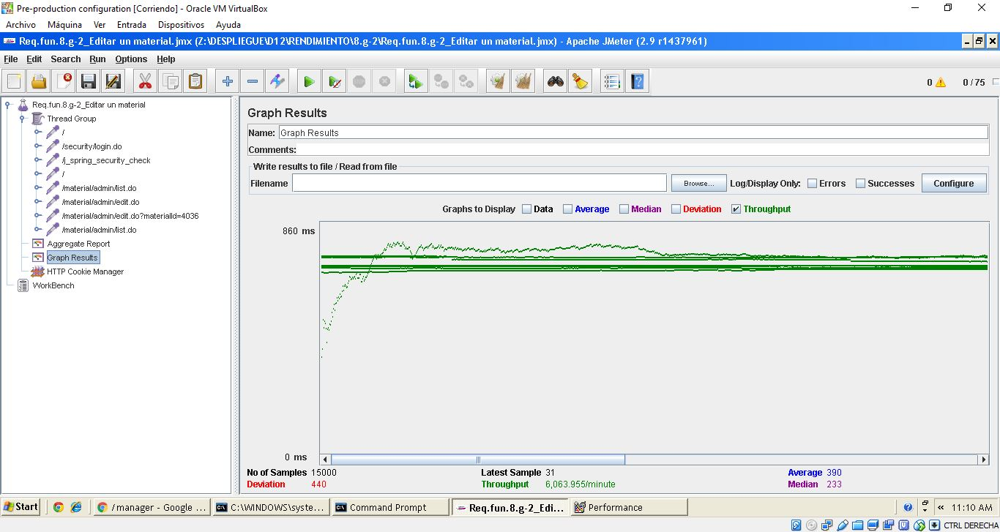 Pre-production configuration [Corriendo] - Oracle VM VirtualBox
Archivo Máquina Ver Entrada Dispositivos Ayuda
Req.fun.8.g-2_Editar un material.jmx (Z:\DESPLIEGUE\D12\RENDIMIENTO\8.g-2\Req.fun.8.g-2_Editar un material.jmx) - Apache JMeter (2.9 r1437961)
File Edit Search Run Options Help
0 0 / 75
Req.fun.8.g-2_Editar un material
Thread Group
/
/security/login.do
/j_spring_security_check
/
/material/admin/list.do
/material/admin/edit.do
/material/admin/edit.do?materialId=4036
/material/admin/list.do
Aggregate Report
Graph Results
HTTP Cookie Manager
WorkBench
Graph Results
Name: Graph Results
Comments:
Write results to file / Read from file
Filename Browse... Log/Display Only: Errors Successes Configure
Graphs to Display Data Average Median Deviation Throughput
860 ms
0 ms
No of Samples 15000 Latest Sample 31 Average 390
Deviation 440 Throughput 6,063.955/minute Median 233
Start /manager - Google ... C:\WINDOWS\syste... Command Prompt Req.fun.8.g-2_Edi... Performance « 11:10 AM
CTRL DERECHA